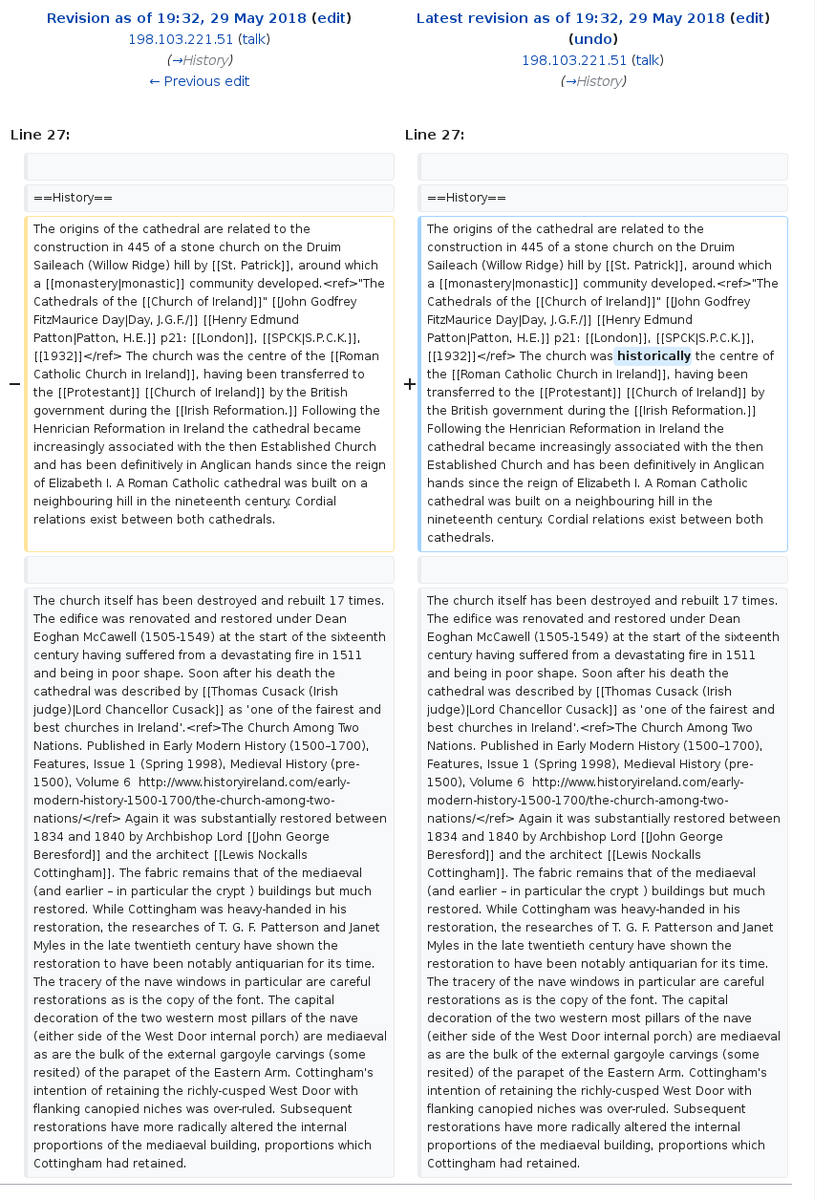 Revision as of 19:32, 29 May 2018 (edit)
198.103.221.51 (talk)
(→History)
← Previous edit
Latest revision as of 19:32, 29 May 2018 (edit)
(undo)
198.103.221.51 (talk)
(→History)
Line 27:
==History==
− The origins of the cathedral are related to the
construction in 445 of a stone church on the Druim
Saileach (Willow Ridge) hill by [[St. Patrick]], around which
a [[monastery|monastic]] community developed.<ref>"The
Cathedrals of the [[Church of Ireland]]" [[John Godfrey
FitzMaurice Day|Day, J.G.F./]] [[Henry Edmund
Patton|Patton, H.E.]] p21: [[London]], [[SPCK|S.P.C.K.]],
[[1932]]</ref> The church was the centre of the [[Roman
Catholic Church in Ireland]], having been transferred to
the [[Protestant]] [[Church of Ireland]] by the British
government during the [[Irish Reformation.]] Following the
Henrician Reformation in Ireland the cathedral became
increasingly associated with the then Established Church
and has been definitively in Anglican hands since the reign
of Elizabeth I. A Roman Catholic cathedral was built on a
neighbouring hill in the nineteenth century. Cordial
relations exist between both cathedrals.
The church itself has been destroyed and rebuilt 17 times.
The edifice was renovated and restored under Dean
Eoghan McCawell (1505-1549) at the start of the sixteenth
century having suffered from a devastating fire in 1511
and being in poor shape. Soon after his death the
cathedral was described by [[Thomas Cusack (Irish
judge)|Lord Chancellor Cusack]] as 'one of the fairest and
best churches in Ireland'.<ref>The Church Among Two
Nations. Published in Early Modern History (1500–1700),
Features, Issue 1 (Spring 1998), Medieval History (pre-
1500), Volume 6  http://www.historyireland.com/early-
modern-history-1500-1700/the-church-among-two-
nations/</ref> Again it was substantially restored between
1834 and 1840 by Archbishop Lord [[John George
Beresford]] and the architect [[Lewis Nockalls
Cottingham]]. The fabric remains that of the mediaeval
(and earlier – in particular the crypt ) buildings but much
restored. While Cottingham was heavy-handed in his
restoration, the researches of T. G. F. Patterson and Janet
Myles in the late twentieth century have shown the
restoration to have been notably antiquarian for its time.
The tracery of the nave windows in particular are careful
restorations as is the copy of the font. The capital
decoration of the two western most pillars of the nave
(either side of the West Door internal porch) are mediaeval
as are the bulk of the external gargoyle carvings (some
resited) of the parapet of the Eastern Arm. Cottingham's
intention of retaining the richly-cusped West Door with
flanking canopied niches was over-ruled. Subsequent
restorations have more radically altered the internal
proportions of the mediaeval building, proportions which
Cottingham had retained.
Line 27:
==History==
+ The origins of the cathedral are related to the
construction in 445 of a stone church on the Druim
Saileach (Willow Ridge) hill by [[St. Patrick]], around which
a [[monastery|monastic]] community developed.<ref>"The
Cathedrals of the [[Church of Ireland]]" [[John Godfrey
FitzMaurice Day|Day, J.G.F./]] [[Henry Edmund
Patton|Patton, H.E.]] p21: [[London]], [[SPCK|S.P.C.K.]],
[[1932]]</ref> The church was historically the centre of
the [[Roman Catholic Church in Ireland]], having been
transferred to the [[Protestant]] [[Church of Ireland]] by
the British government during the [[Irish Reformation.]]
Following the Henrician Reformation in Ireland the
cathedral became increasingly associated with the then
Established Church and has been definitively in Anglican
hands since the reign of Elizabeth I. A Roman Catholic
cathedral was built on a neighbouring hill in the
nineteenth century. Cordial relations exist between both
cathedrals.
The church itself has been destroyed and rebuilt 17 times.
The edifice was renovated and restored under Dean
Eoghan McCawell (1505-1549) at the start of the sixteenth
century having suffered from a devastating fire in 1511
and being in poor shape. Soon after his death the
cathedral was described by [[Thomas Cusack (Irish
judge)|Lord Chancellor Cusack]] as 'one of the fairest and
best churches in Ireland'.<ref>The Church Among Two
Nations. Published in Early Modern History (1500–1700),
Features, Issue 1 (Spring 1998), Medieval History (pre-
1500), Volume 6  http://www.historyireland.com/early-
modern-history-1500-1700/the-church-among-two-
nations/</ref> Again it was substantially restored between
1834 and 1840 by Archbishop Lord [[John George
Beresford]] and the architect [[Lewis Nockalls
Cottingham]]. The fabric remains that of the mediaeval
(and earlier – in particular the crypt ) buildings but much
restored. While Cottingham was heavy-handed in his
restoration, the researches of T. G. F. Patterson and Janet
Myles in the late twentieth century have shown the
restoration to have been notably antiquarian for its time.
The tracery of the nave windows in particular are careful
restorations as is the copy of the font. The capital
decoration of the two western most pillars of the nave
(either side of the West Door internal porch) are mediaeval
as are the bulk of the external gargoyle carvings (some
resited) of the parapet of the Eastern Arm. Cottingham's
intention of retaining the richly-cusped West Door with
flanking canopied niches was over-ruled. Subsequent
restorations have more radically altered the internal
proportions of the mediaeval building, proportions which
Cottingham had retained.